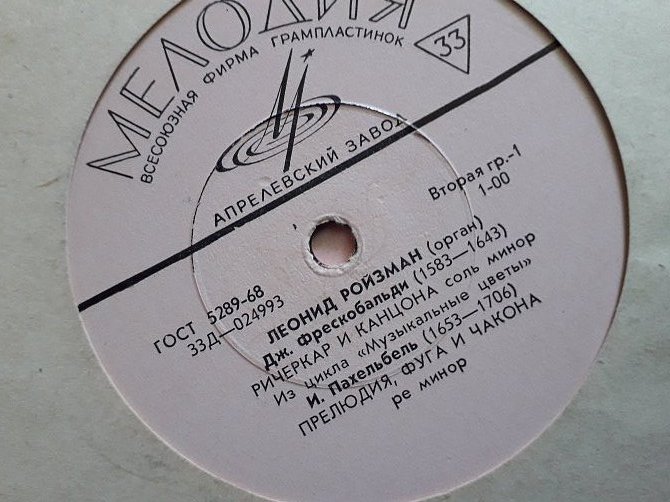 МЕЛОДИЯ
ВСЕСОЮЗНАЯ ФИРМА ГРАМПЛАСТИНОК
33
АПРЕЛЕВСКИЙ ЗАВОД
Вторая гр.-1
1-00
ГОСТ 5289-68
33Д—024993
ЛЕОНИД РОЙЗМАН (орган)
Дж. Фрескобальди (1583—1643)
РИЧЕРКАР И КАНЦОНА соль минор
Из цикла «Музыкальные цветы»
И. Пахельбель (1653—1706)
ПРЕЛЮДИЯ, ФУГА И ЧАКОНА
ре минор